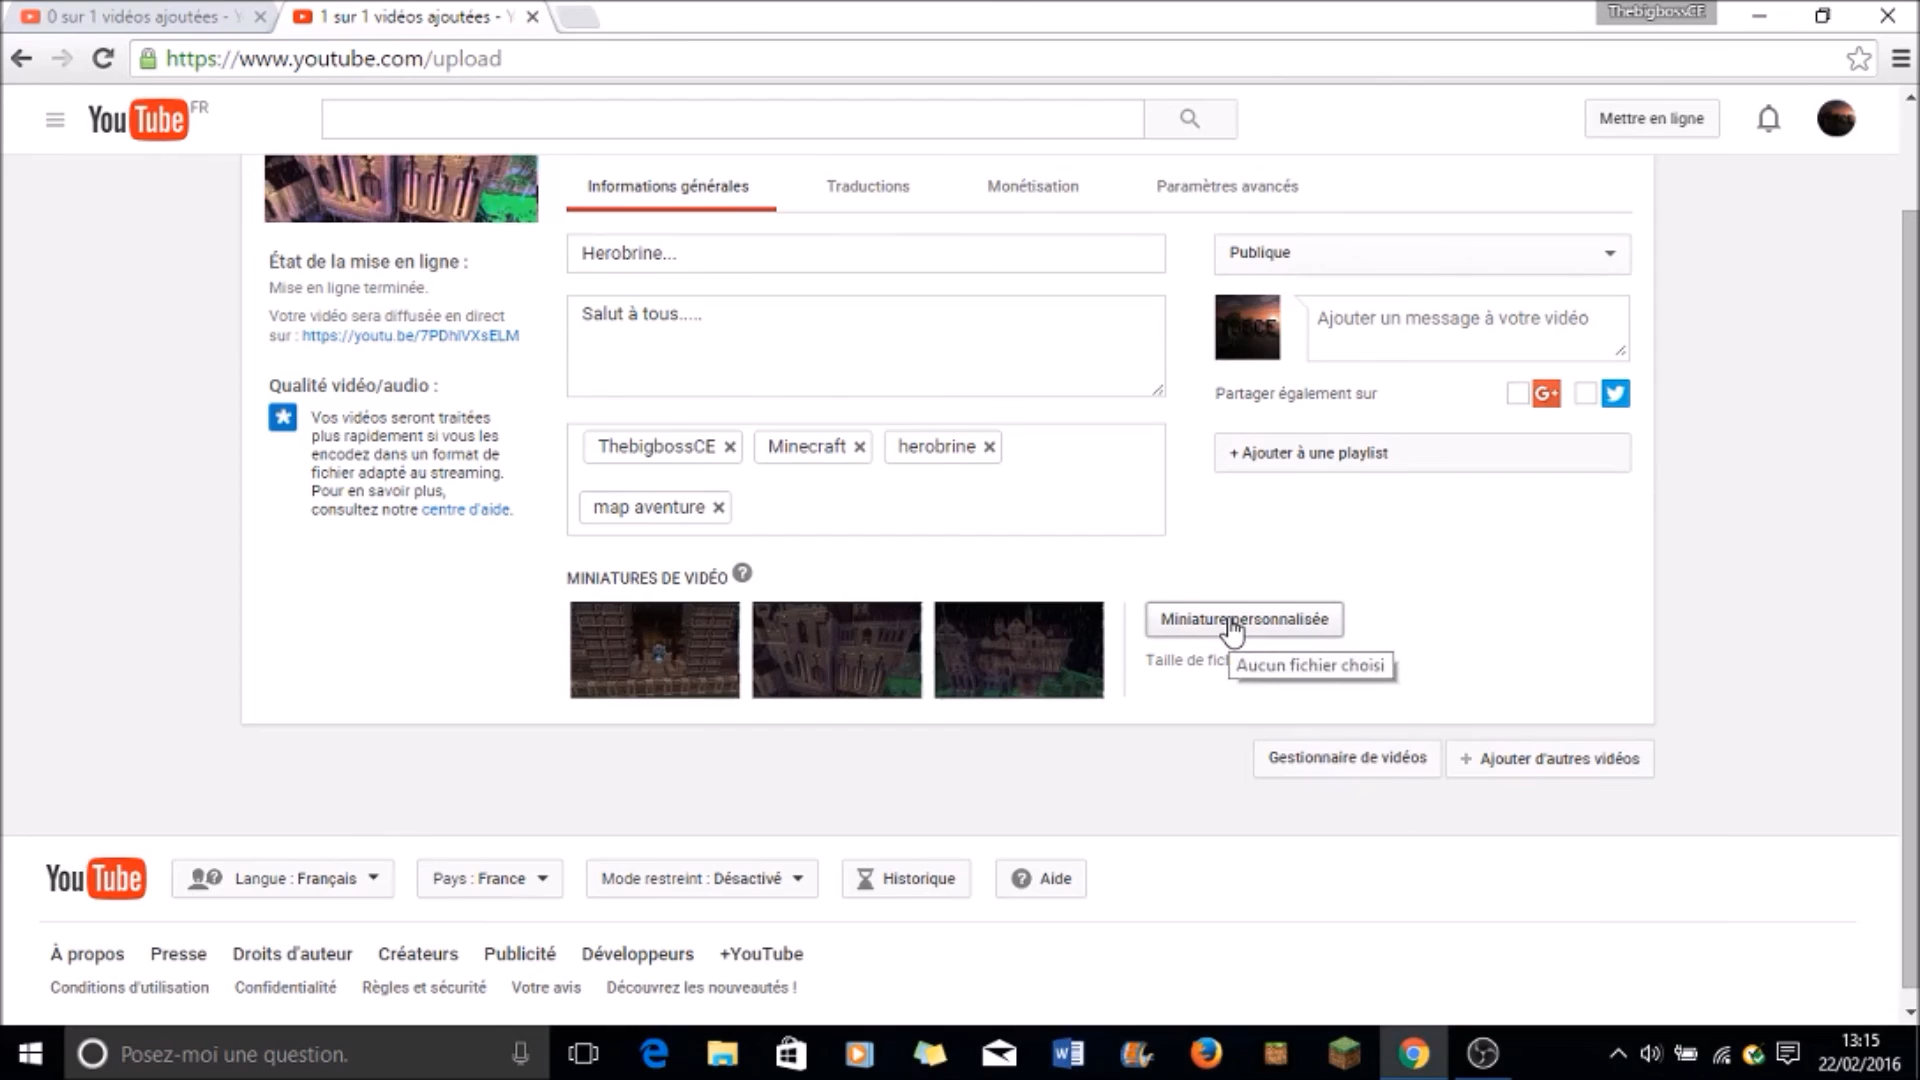 0 sur 1 vidéos ajoutées - Y
1 sur 1 vidéos ajoutées - Y
ThebigbossCE
https://www.youtube.com/upload
YouTube FR
Mettre en ligne
Informations générales
Traductions
Monétisation
Paramètres avancés
État de la mise en ligne :
Mise en ligne terminée.
Votre vidéo sera diffusée en direct
sur : https://youtu.be/7PDhIVXsELM
Qualité vidéo/audio :
Vos vidéos seront traitées
plus rapidement si vous les
encodez dans un format de
fichier adapté au streaming.
Pour en savoir plus,
consultez notre centre d'aide.
Herobrine...
Salut à tous.....
ThebigbossCE
Minecraft
herobrine
map aventure
Publique
Ajouter un message à votre vidéo
Partager également sur
G+
+ Ajouter à une playlist
MINIATURES DE VIDÉO
Miniature personnalisée
Taille de fic
Aucun fichier choisi
Gestionnaire de vidéos
+ Ajouter d'autres vidéos
YouTube
Langue : Français
Pays : France
Mode restreint : Désactivé
Historique
Aide
À propos Presse Droits d'auteur Créateurs Publicité Développeurs +YouTube
Conditions d'utilisation Confidentialité Règles et sécurité Votre avis Découvrez les nouveautés !
Posez-moi une question.
13:15
22/02/2016